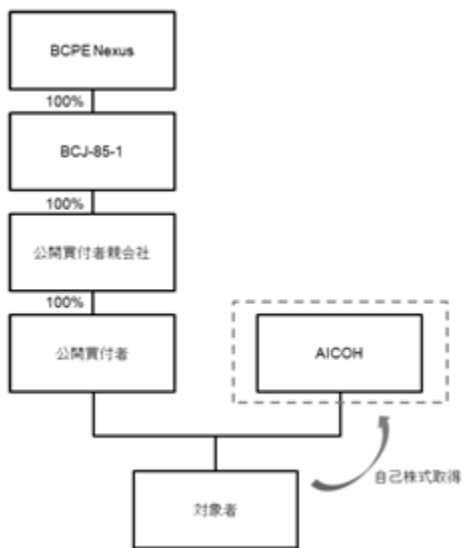 BCPE Nexus
100%
BCJ-85-1
100%
公開買付者親会社
100%
公開買付者
AICOH
自己株式取得
対象者